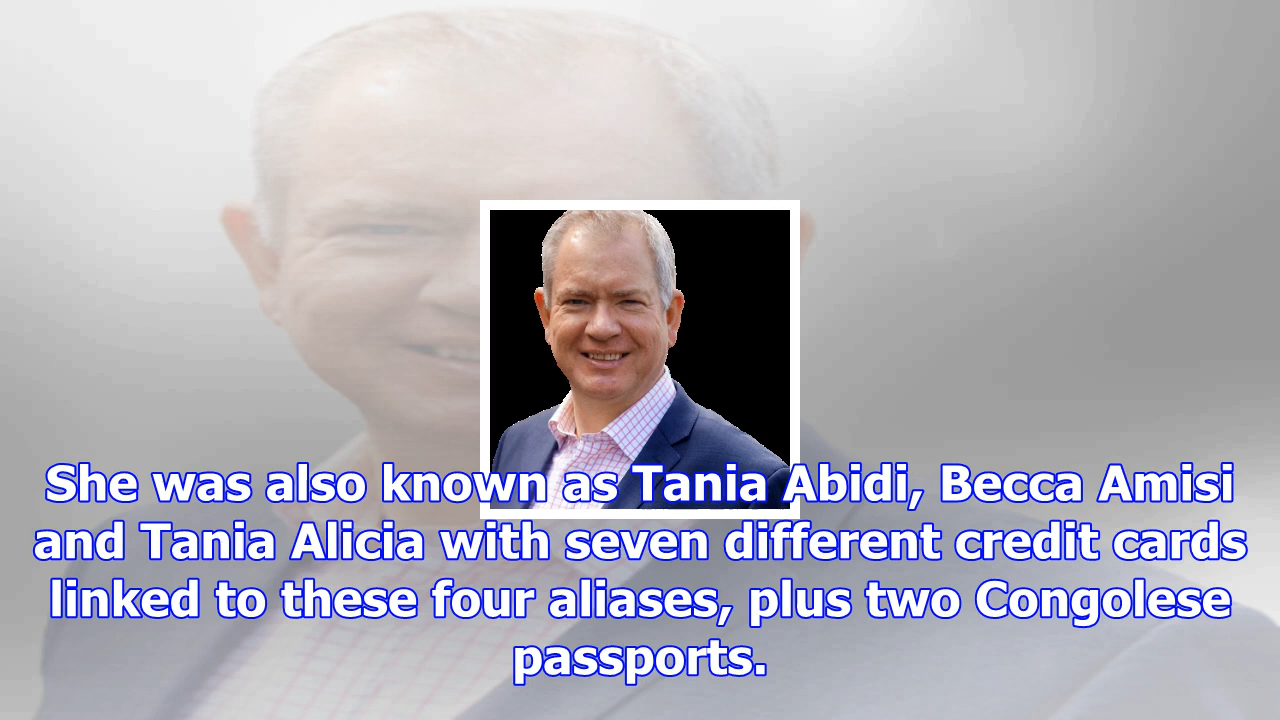 She was also known as Tania Abidi, Becca Amisi
and Tania Alicia with seven different credit cards
linked to these four aliases, plus two Congolese
passports.